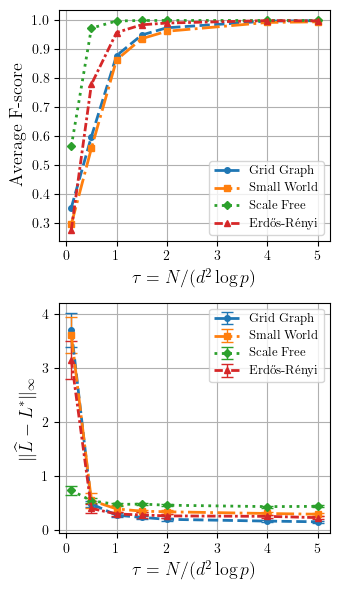 1.0
0.9
0.8
0.7
0.6
0.5
0.4
0.3
Average F-score
Grid Graph
Small World
Scale Free
Erdős-Rényi
0 1 2 3 4 5
τ = N/(d² log p)
4
3
2
1
0
||L̂ − L*||∞
Grid Graph
Small World
Scale Free
Erdős-Rényi
0 1 2 3 4 5
τ = N/(d² log p)